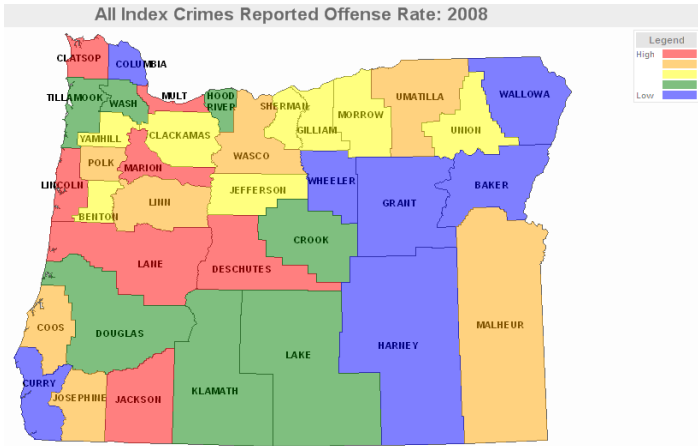 All Index Crimes Reported Offense Rate: 2008
Legend
High
Low
CLATSOP
COLUMBIA
TILLAMOOK
WASH
MULT
HOOD
RIVER
SHERMAN
GILLIAM
MORROW
UMATILLA
UNION
WALLOWA
YAMHILL
CLACKAMAS
WASCO
POLK
MARION
LINCOLN
BENTON
LINN
JEFFERSON
WHEELER
GRANT
BAKER
CROOK
LANE
DESCHUTES
COOS
DOUGLAS
LAKE
HARNEY
MALHEUR
CURRY
JOSEPHINE
JACKSON
KLAMATH